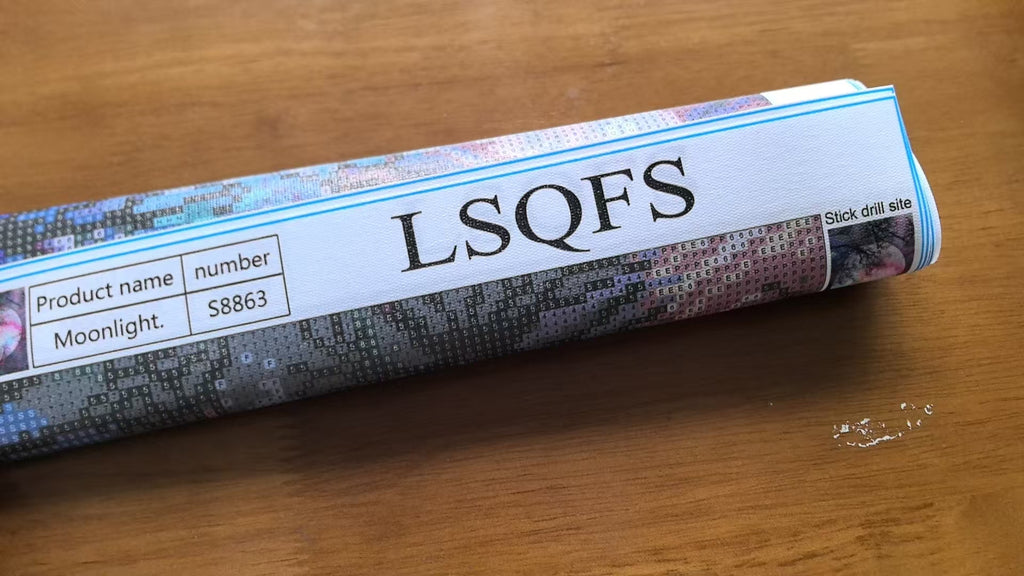 LSQFS
Stick drill site
Product name number
Moonlight. S8863